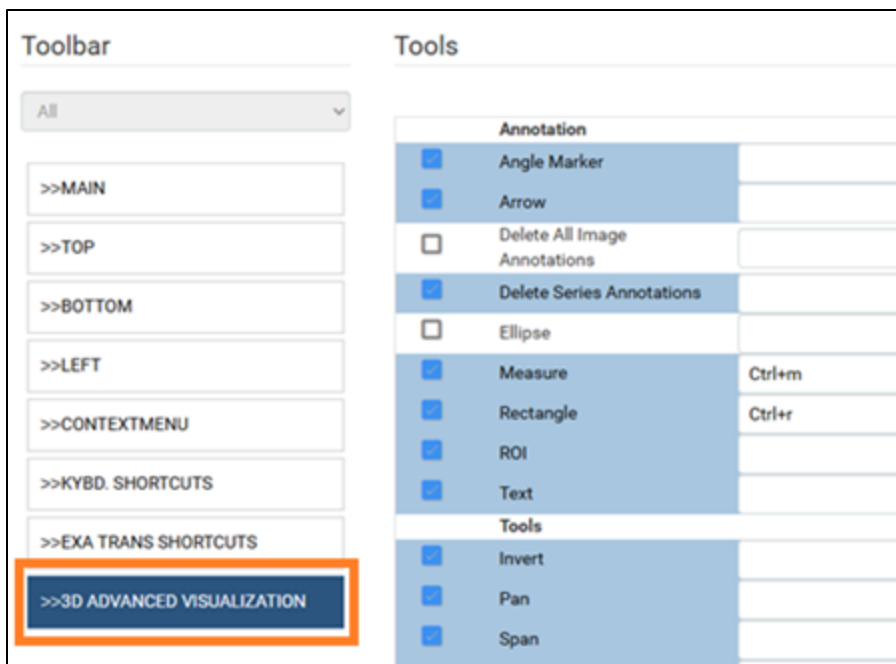 Toolbar
All
>>MAIN
>>TOP
>>BOTTOM
>>LEFT
>>CONTEXTMENU
>>KYBD. SHORTCUTS
>>EXA TRANS SHORTCUTS
>>3D ADVANCED VISUALIZATION
Tools
Annotation
Angle Marker
Arrow
Delete All Image
Annotations
Delete Series Annotations
Ellipse
Measure Ctrl+m
Rectangle Ctrl+r
ROI
Text
Tools
Invert
Pan
Span